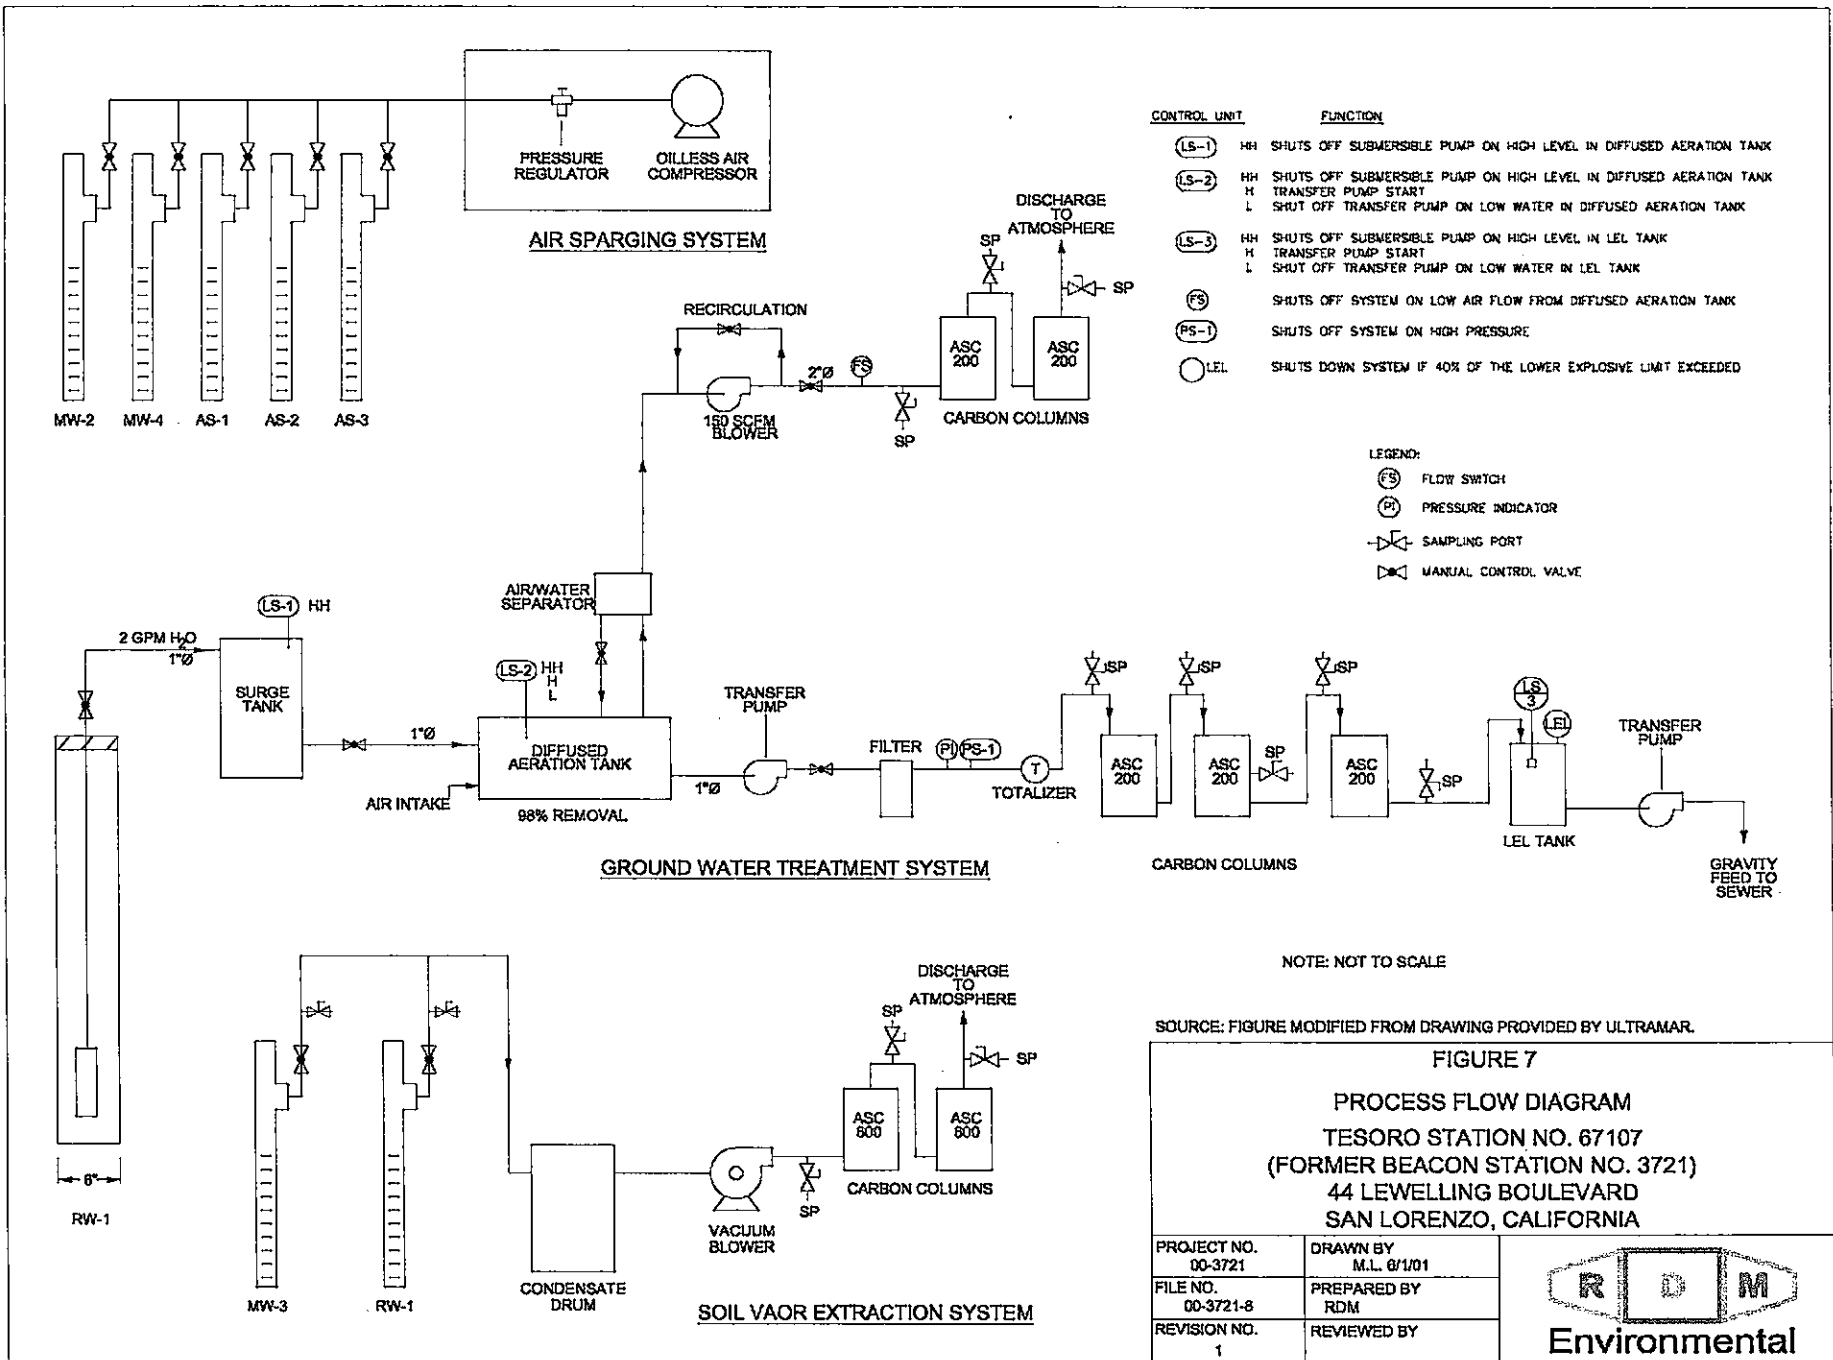 PRESSURE
REGULATOR
OILLESS AIR
COMPRESSOR
AIR SPARGING SYSTEM
MW-2
MW-4
AS-1
AS-2
AS-3
CONTROL UNIT
FUNCTION
LS-1 HH SHUTS OFF SUBMERSIBLE PUMP ON HIGH LEVEL IN DIFFUSED AERATION TANK
LS-2 HH SHUTS OFF SUBMERSIBLE PUMP ON HIGH LEVEL IN DIFFUSED AERATION TANK
H TRANSFER PUMP START
L SHUT OFF TRANSFER PUMP ON LOW WATER IN DIFFUSED AERATION TANK
LS-3 HH SHUTS OFF SUBMERSIBLE PUMP ON HIGH LEVEL IN LEL TANK
H TRANSFER PUMP START
L SHUT OFF TRANSFER PUMP ON LOW WATER IN LEL TANK
FS SHUTS OFF SYSTEM ON LOW AIR FLOW FROM DIFFUSED AERATION TANK
PS-1 SHUTS OFF SYSTEM ON HIGH PRESSURE
LEL SHUTS DOWN SYSTEM IF 40% OF THE LOWER EXPLOSIVE LIMIT EXCEEDED
DISCHARGE
TO
ATMOSPHERE
SP
SP
RECIRCULATION
2"Ø
FS
ASC
200
ASC
200
150 SCFM
BLOWER
SP
CARBON COLUMNS
LEGEND:
FS FLOW SWITCH
PI PRESSURE INDICATOR
SAMPLING PORT
MANUAL CONTROL VALVE
AIR/WATER
SEPARATOR
LS-1 HH
2 GPM H2O
1"Ø
SURGE
TANK
LS-2 HH
H
L
1"Ø
DIFFUSED
AERATION TANK
AIR INTAKE
98% REMOVAL
TRANSFER
PUMP
1"Ø
FILTER
PI
PS-1
T
TOTALIZER
SP
SP
SP
ASC
200
ASC
200
SP
ASC
200
SP
LS
3
LEL
LEL TANK
TRANSFER
PUMP
GRAVITY
FEED TO
SEWER
CARBON COLUMNS
GROUND WATER TREATMENT SYSTEM
6"
RW-1
MW-3
RW-1
CONDENSATE
DRUM
VACUUM
BLOWER
SP
SP
DISCHARGE
TO
ATMOSPHERE
SP
ASC
800
ASC
800
CARBON COLUMNS
SOIL VAOR EXTRACTION SYSTEM
NOTE: NOT TO SCALE
SOURCE: FIGURE MODIFIED FROM DRAWING PROVIDED BY ULTRAMAR.
FIGURE 7
PROCESS FLOW DIAGRAM
TESORO STATION NO. 67107
(FORMER BEACON STATION NO. 3721)
44 LEWELLING BOULEVARD
SAN LORENZO, CALIFORNIA
PROJECT NO.
00-3721
DRAWN BY
M.L. 6/1/01
FILE NO.
00-3721-8
PREPARED BY
RDM
REVISION NO.
1
REVIEWED BY
R D M
Environmental